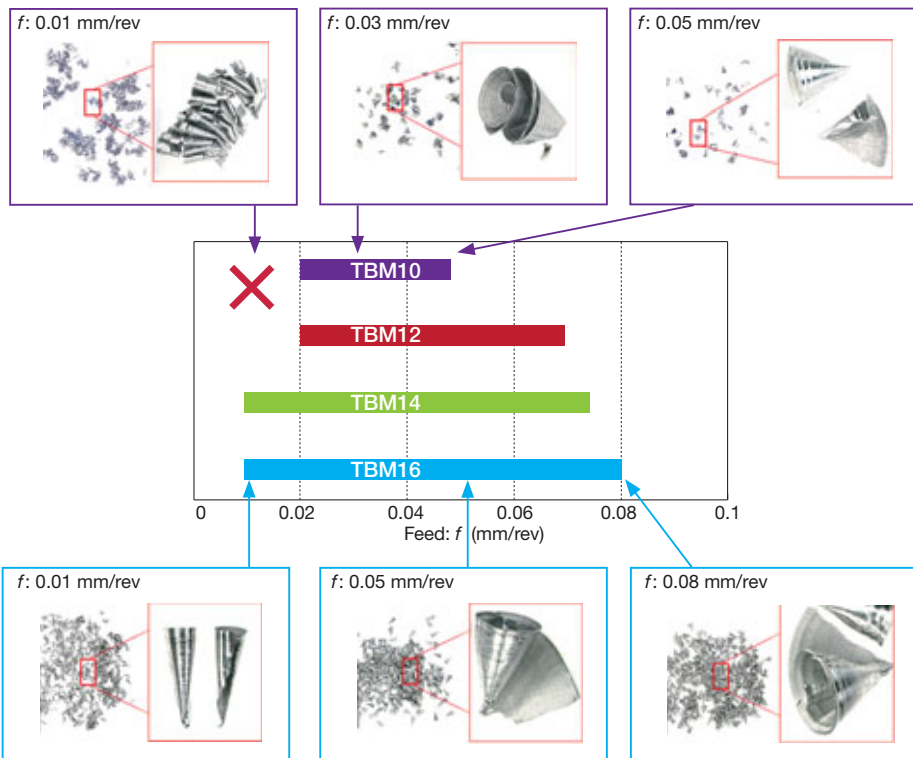 f: 0.01 mm/rev
f: 0.03 mm/rev
f: 0.05 mm/rev
TBM10
TBM12
TBM14
TBM16
0 0.02 0.04 0.06 0.08 0.1
Feed: f (mm/rev)
f: 0.01 mm/rev
f: 0.05 mm/rev
f: 0.08 mm/rev